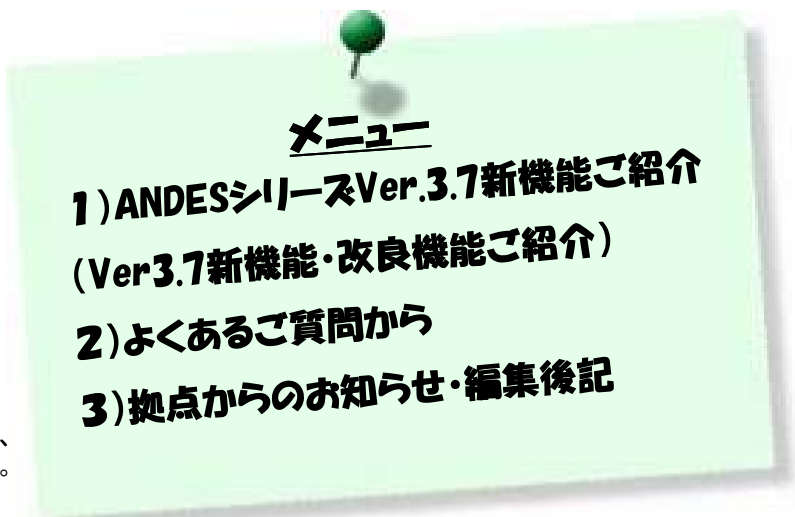 メニュー
1)ANDESシリーズVer.3.7新機能ご紹介
(Ver3.7新機能・改良機能ご紹介)
2)よくあるご質問から
3)拠点からのお知らせ・編集後記
、
。